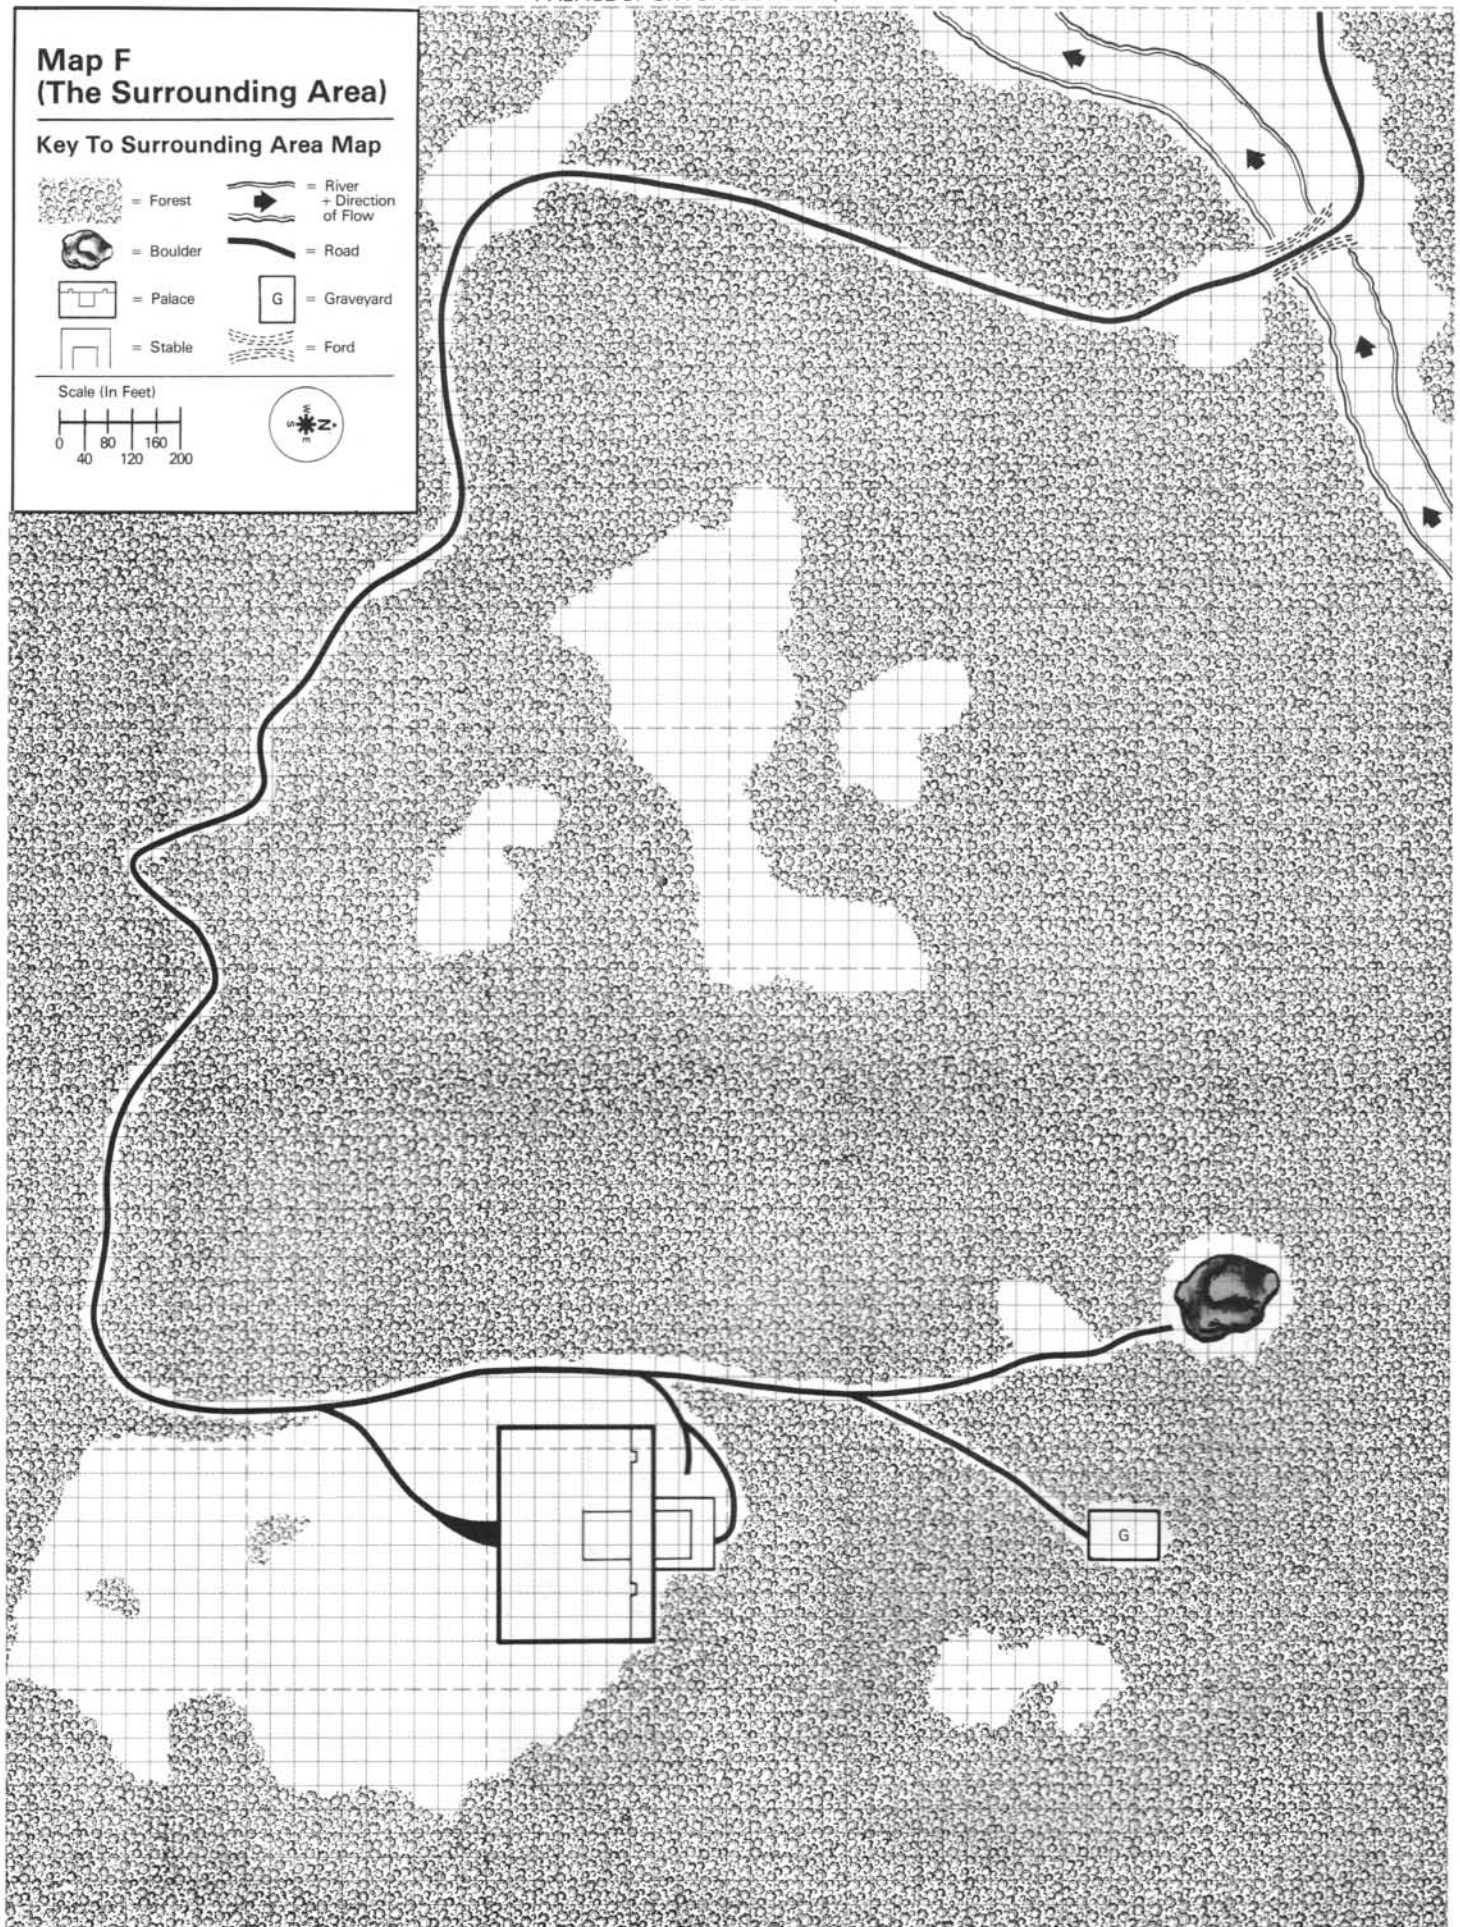 Map F
(The Surrounding Area)
Key To Surrounding Area Map
= Forest
= River
+ Direction
of Flow
= Boulder
= Road
= Palace
G
= Graveyard
= Stable
= Ford
Scale (In Feet)
0 80 160
40 120 200
W
S N
E
G